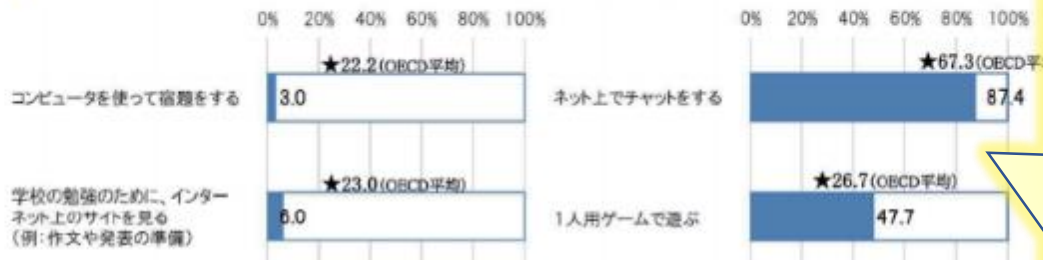 0% 20% 40% 60% 80% 100%
★22.2(OECD平均)
コンピュータを使って宿題をする
3.0
★23.0(OECD平均)
学校の勉強のために、インター
ネット上のサイトを見る
(例:作文や発表の準備)
6.0
0% 20% 40% 60% 80% 100%
★67.3(OECD平
ネット上でチャットをする
87.4
★26.7(OECD平均)
1人用ゲームで遊ぶ
47.7